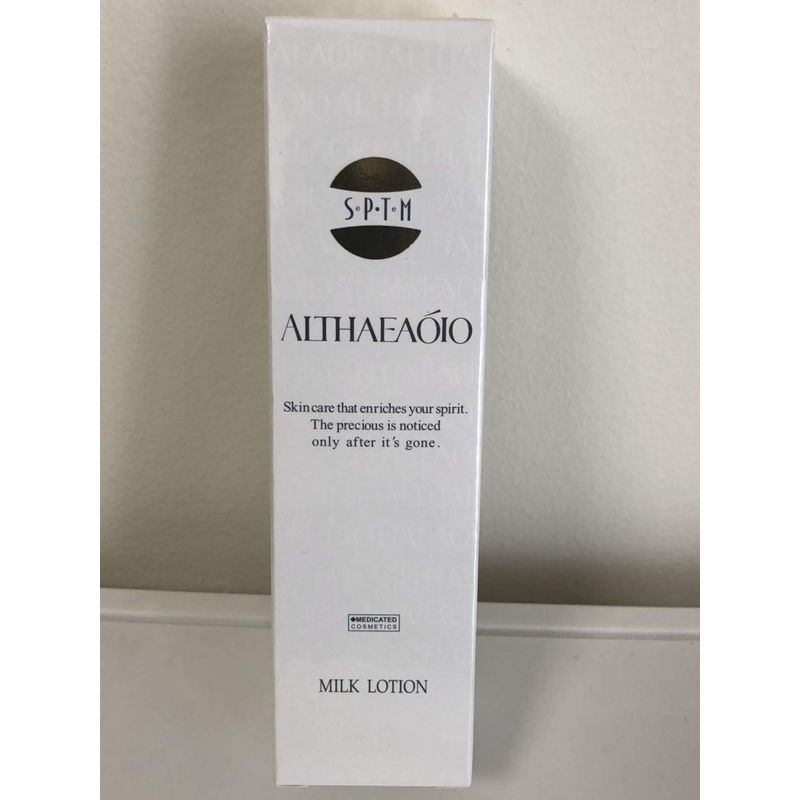 SePTeM
ALTHAEAÓIO
Skin care that enriches your spirit.
The precious is noticed
only after it's gone.
✚MEDICATED
COSMETICS
MILK LOTION